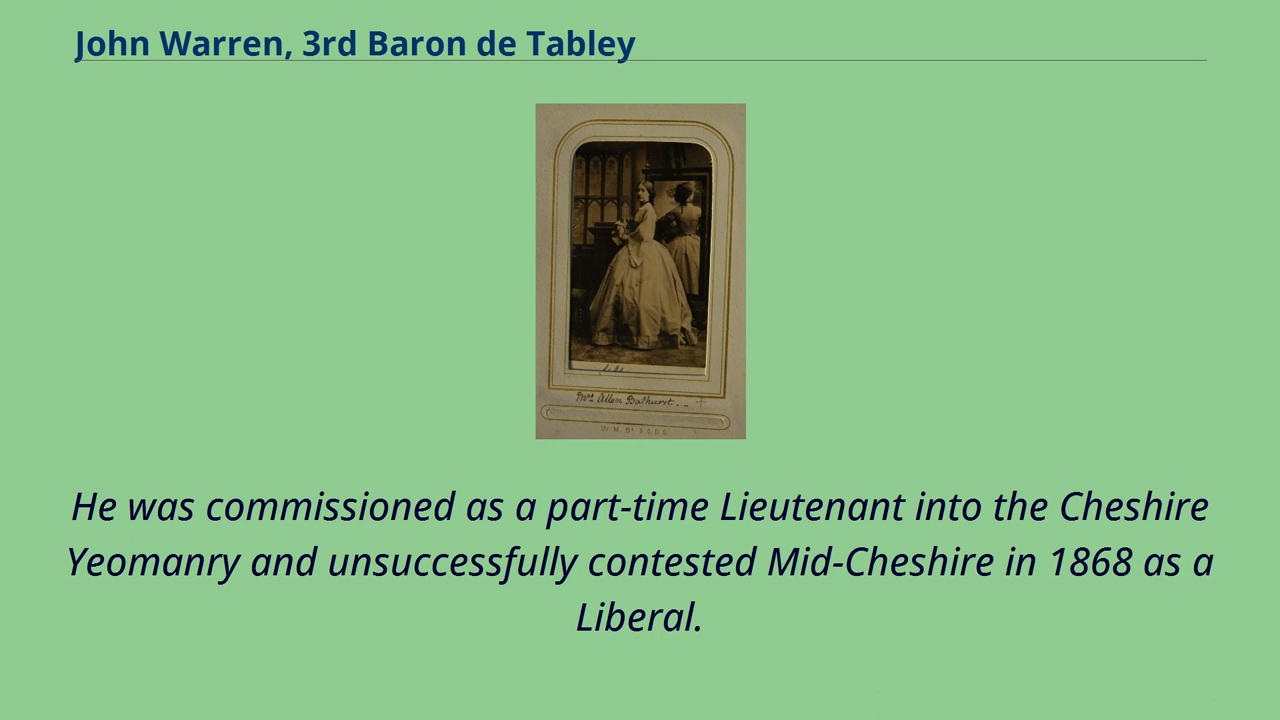 John Warren, 3rd Baron de Tabley
Mrs Allen Bathurst.
He was commissioned as a part-time Lieutenant into the Cheshire
Yeomanry and unsuccessfully contested Mid-Cheshire in 1868 as a
Liberal.